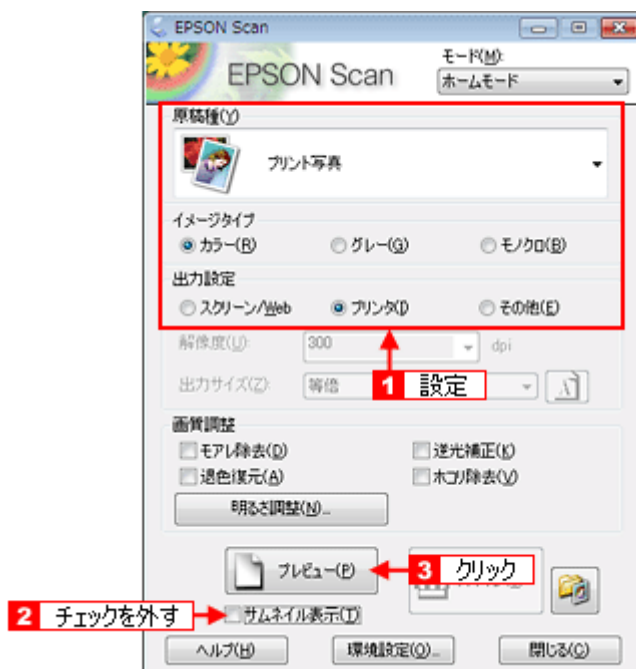 EPSON Scan
EPSON Scan
モード(M):
ホームモード
原稿種(Y)
プリント写真
イメージタイプ
カラー(R) グレー(G) モノクロ(B)
出力設定
スクリーン/Web プリンタ(I) その他(E)
解像度(U): 300 dpi
出力サイズ(Z): 等倍
1 設定
画質調整
モアレ除去(D) 逆光補正(K)
退色復元(A) ホコリ除去(V)
明るさ調整(N)...
プレビュー(P)
3 クリック
2 チェックを外す
サムネイル表示(T)
ヘルプ(H) 環境設定(O)... 閉じる(C)